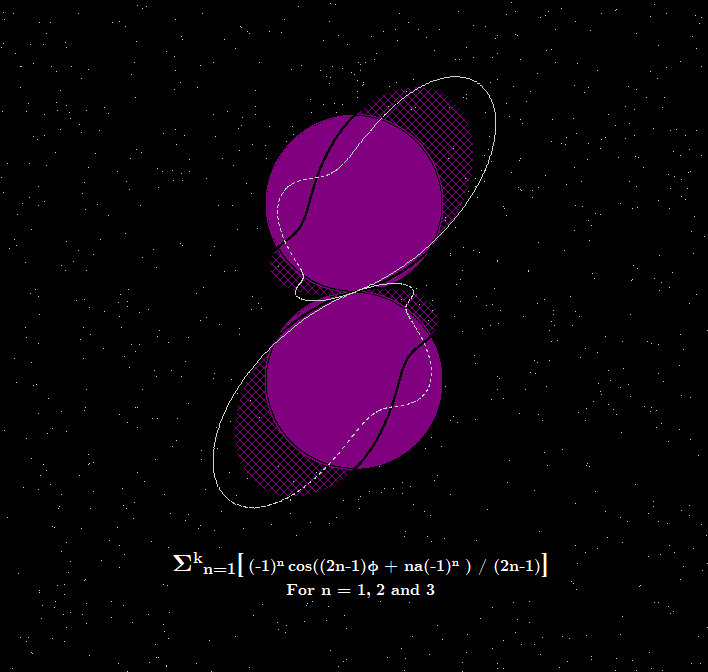 Σᵏₙ₌₁[ (-1)ⁿ cos((2n-1)ϕ + na(-1)ⁿ ) / (2n-1)]
For n = 1, 2 and 3